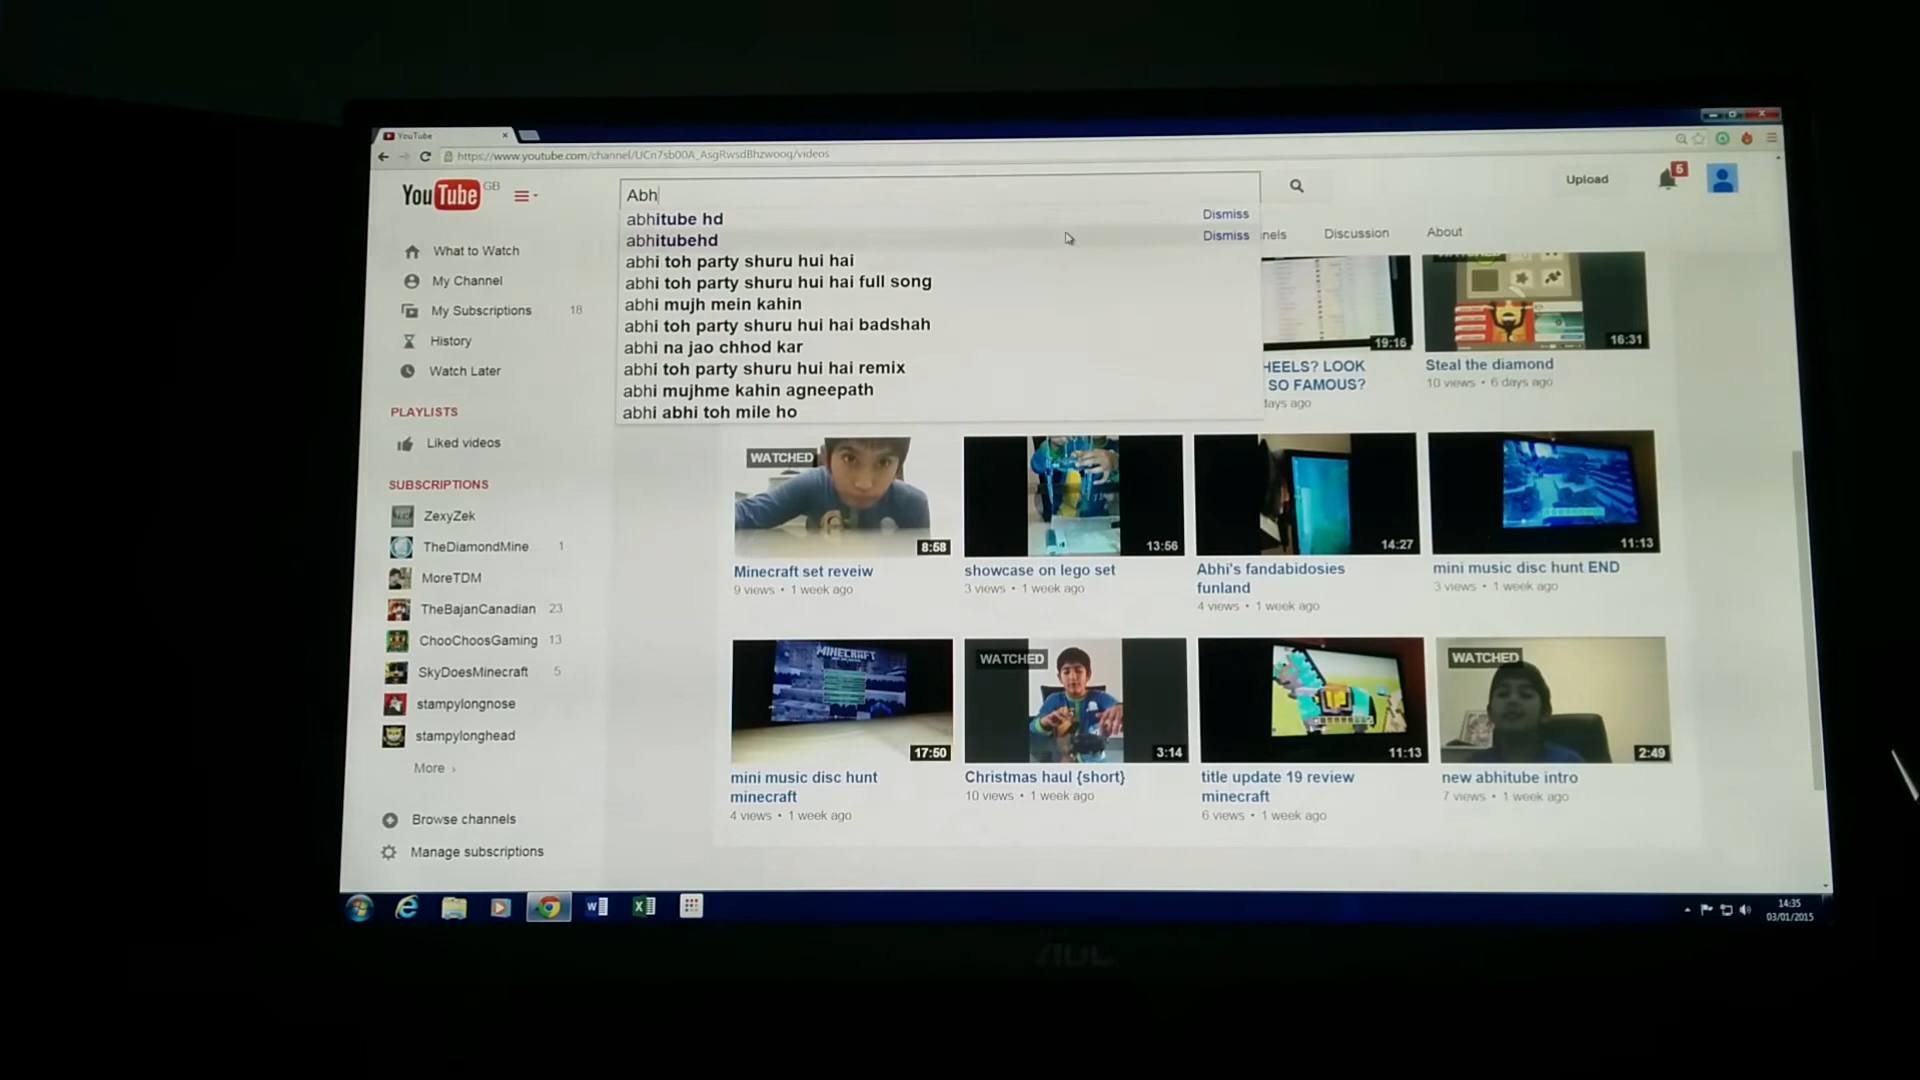 YouTube
https://www.youtube.com/channel/UCn7sb00A_AsgRwsdBhzwoog/videos
YouTube GB
Abh
Upload
5
abhitube hd Dismiss
abhitubehd Dismiss
abhi toh party shuru hui hai
abhi toh party shuru hui hai full song
abhi mujh mein kahin
abhi toh party shuru hui hai badshah
abhi na jao chhod kar
abhi toh party shuru hui hai remix
abhi mujhme kahin agneepath
abhi abhi toh mile ho
nels Discussion About
What to Watch
My Channel
My Subscriptions 18
History
Watch Later
PLAYLISTS
Liked videos
SUBSCRIPTIONS
ZexyZek
TheDiamondMine 1
MoreTDM
TheBajanCanadian 23
ChooChoosGaming 13
SkyDoesMinecraft 5
stampylongnose
stampylonghead
More ›
Browse channels
Manage subscriptions
19:16
HEELS? LOOK
SO FAMOUS?
days ago
16:31
Steal the diamond
10 views • 6 days ago
WATCHED
8:58
Minecraft set reveiw
9 views • 1 week ago
13:56
showcase on lego set
3 views • 1 week ago
14:27
Abhi's fandabidosies
funland
4 views • 1 week ago
11:13
mini music disc hunt END
3 views • 1 week ago
MINECRAFT
17:50
mini music disc hunt
minecraft
4 views • 1 week ago
WATCHED
3:14
Christmas haul {short}
10 views • 1 week ago
11:13
title update 19 review
minecraft
6 views • 1 week ago
WATCHED
2:49
new abhitube intro
7 views • 1 week ago
14:35
03/01/2015
AOC